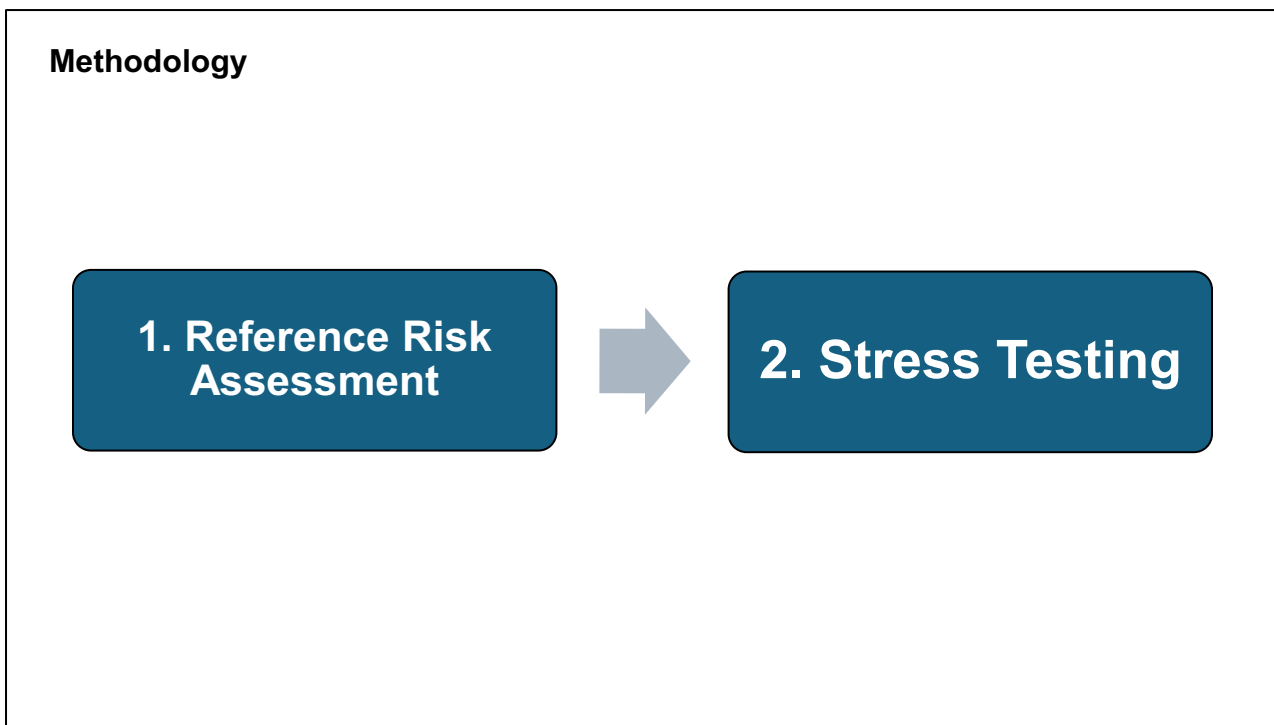 Methodology
1. Reference Risk
Assessment
2. Stress Testing